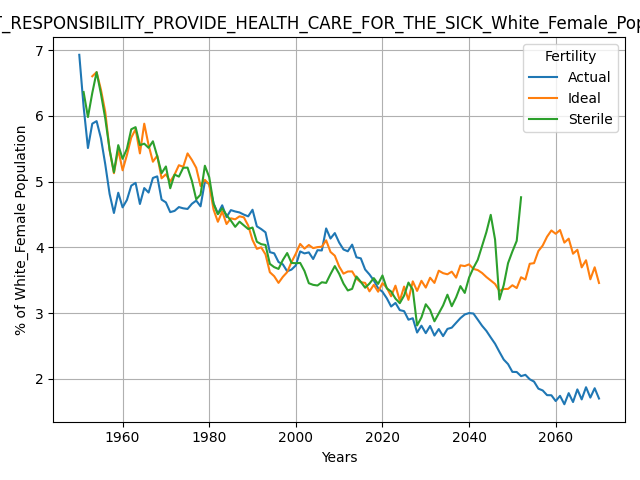 T_RESPONSIBILITY_PROVIDE_HEALTH_CARE_FOR_THE_SICK_White_Female_Pop
Fertility
Actual
Ideal
Sterile
% of White_Female Population
7
6
5
4
3
2
1960
1980
2000
2020
2040
2060
Years